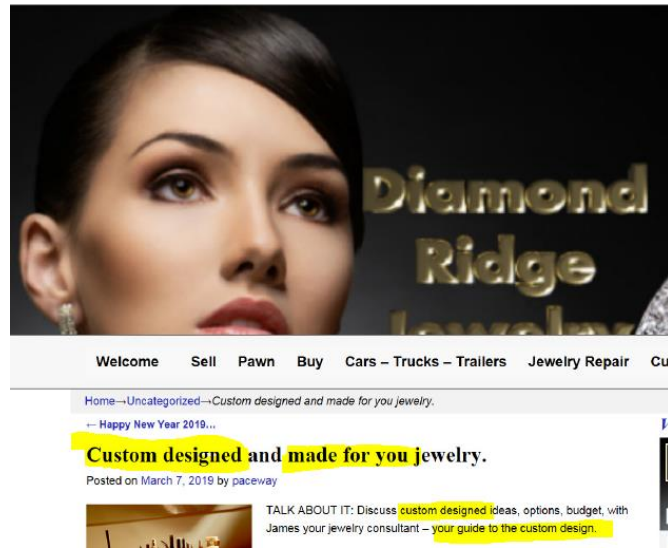 Diamond
Ridge
Jewelry
Welcome Sell Pawn Buy Cars – Trucks – Trailers Jewelry Repair
Home→Uncategorized→Custom designed and made for you jewelry.
← Happy New Year 2019...
Custom designed and made for you jewelry.
Posted on March 7, 2019 by paceway
TALK ABOUT IT: Discuss custom designed ideas, options, budget, with
James your jewelry consultant – your guide to the custom design.